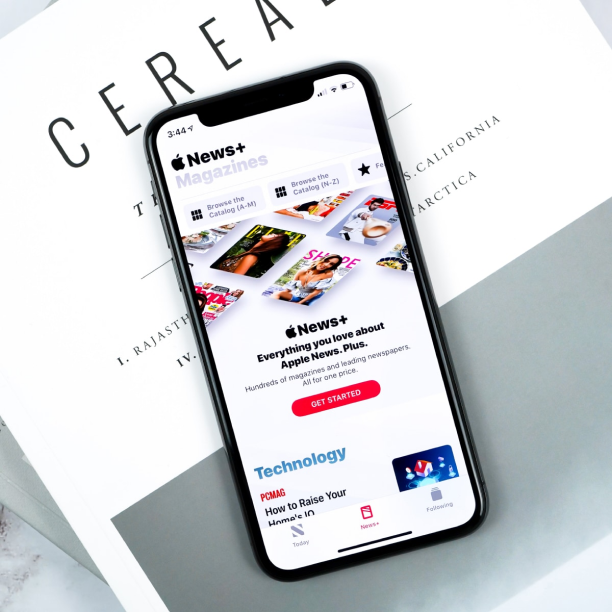 CEREA
3:44
News+
Magazines
Browse the
Catalog (A-M)
Browse the
Catalog (N-Z)
Fe
S.CALIFORNIA
TARCTICA
I. RAJASTH
IV.
SHAPE
People
News+
Everything you love about
Apple News. Plus.
Hundreds of magazines and leading newspapers.
All for one price.
GET STARTED
Technology
PCMAG
How to Raise Your
Home's IQ
Today
News+
Following